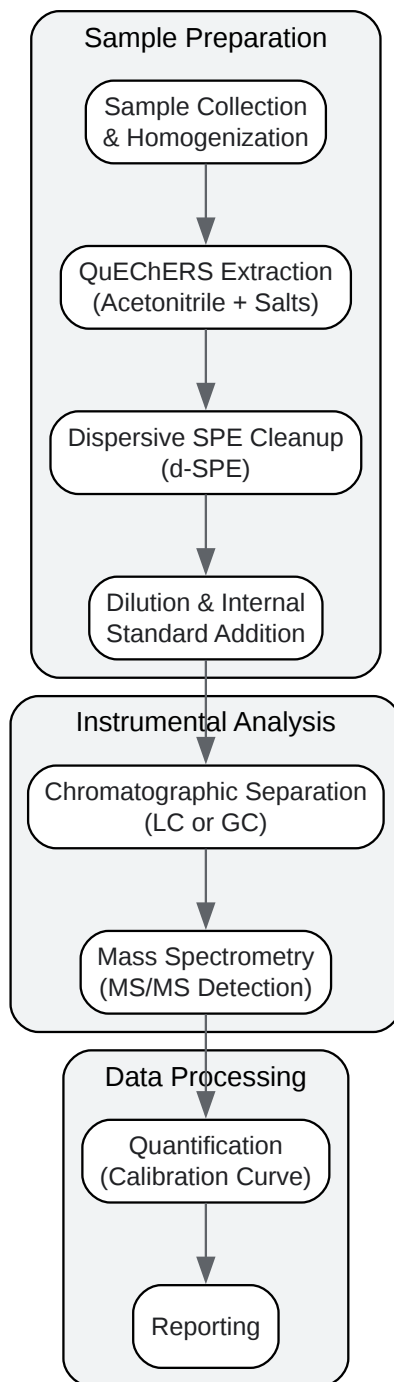 Sample Preparation
Sample Collection
& Homogenization
QuEChERS Extraction
(Acetonitrile + Salts)
Dispersive SPE Cleanup
(d-SPE)
Dilution & Internal
Standard Addition
Instrumental Analysis
Chromatographic Separation
(LC or GC)
Mass Spectrometry
(MS/MS Detection)
Data Processing
Quantification
(Calibration Curve)
Reporting